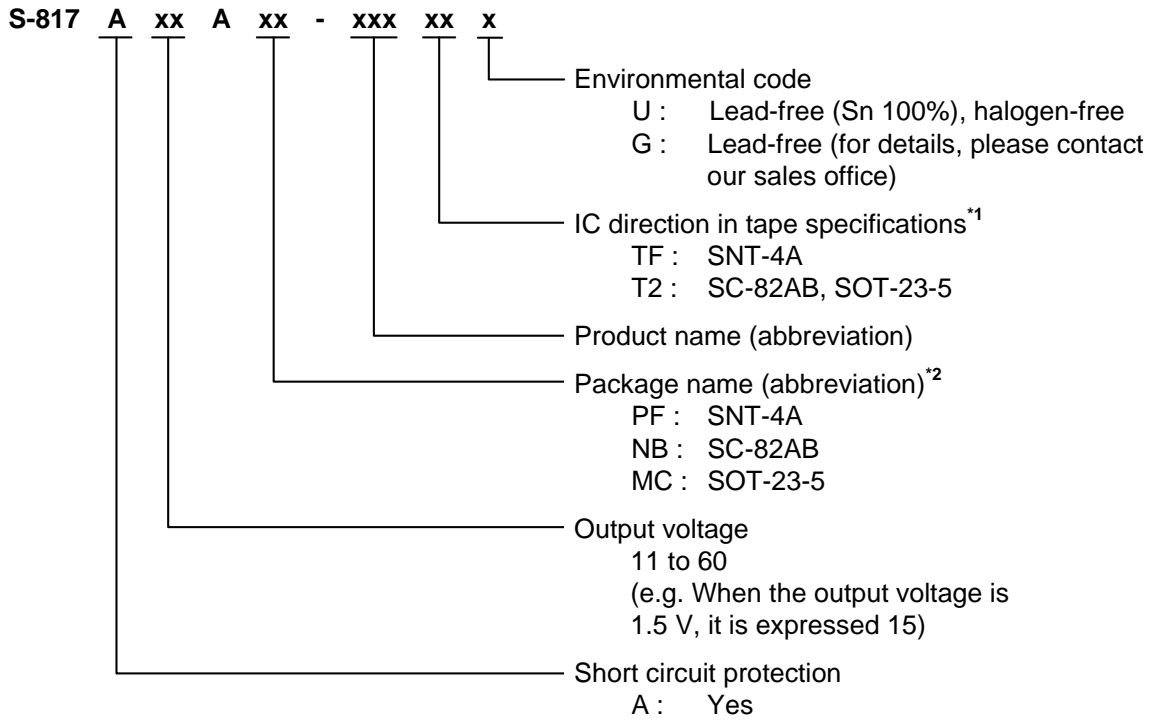 S-817 A xx A xx - xxx xx x
Environmental code
U : Lead-free (Sn 100%), halogen-free
G : Lead-free (for details, please contact
our sales office)
IC direction in tape specifications*1
TF : SNT-4A
T2 : SC-82AB, SOT-23-5
Product name (abbreviation)
Package name (abbreviation)*2
PF : SNT-4A
NB : SC-82AB
MC : SOT-23-5
Output voltage
11 to 60
(e.g. When the output voltage is
1.5 V, it is expressed 15)
Short circuit protection
A : Yes